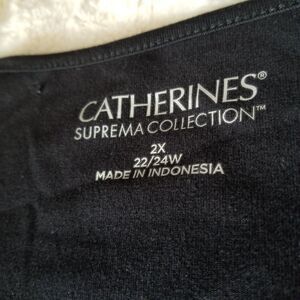 CATHERINES®
SUPREMA COLLECTION™
2X
22/24W
MADE IN INDONESIA